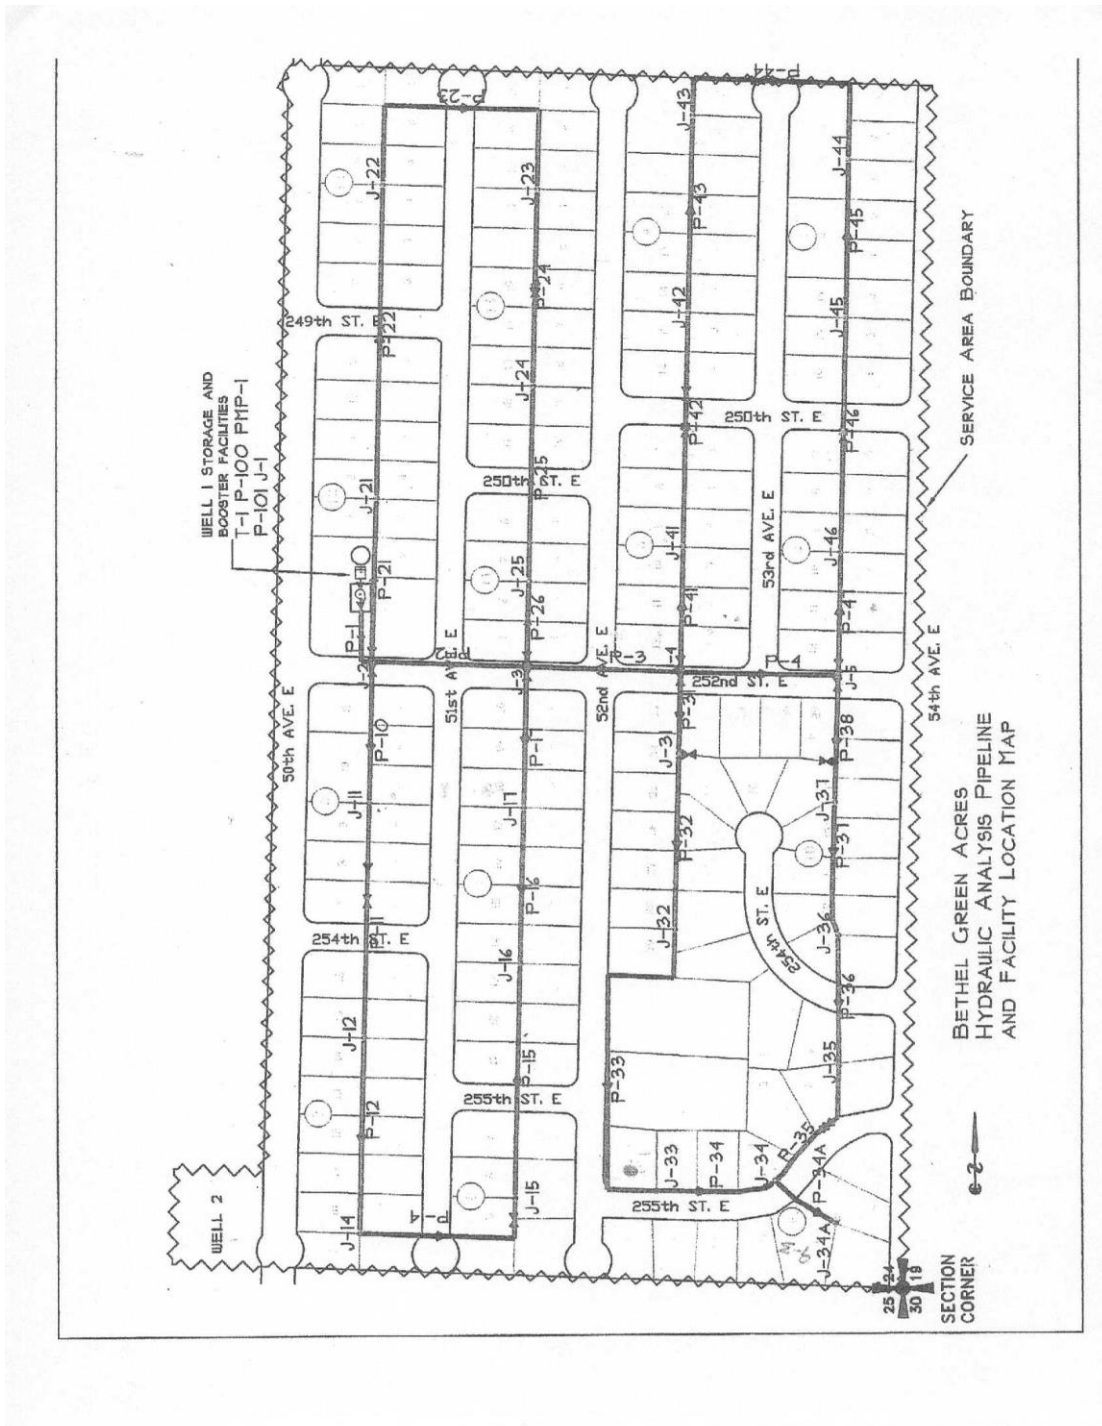 WELL 1 STORAGE AND
BOOSTER FACILITIES
T-1 P-100 PMP-1
P-101 J-1
WELL 2
50th AVE. E
51st AVE. E
52nd AVE. E
53rd AVE. E
54th AVE. E
249th ST. E
250th ST. E
250th ST. E
252nd ST. E
254th ST. E
254th ST. E
255th ST. E
255th ST. E
J-14
P-12
J-12
P-11
J-11
P-10
J-2
P-1
P-21
J-21
P-22
J-22
P-23
J-15
P-15
J-16
P-16
J-17
P-17
J-3
P-2
P-26
J-25
P-25
J-24
P-24
J-23
P-33
J-32
P-32
J-31
P-31
P-3
P-41
J-41
P-42
J-42
P-43
J-43
P-44
J-33
P-34
J-34
P-35
P-34A
J-34A
J-35
P-36
J-36
P-37
J-37
P-38
J-5
P-4
P-47
J-46
P-46
J-45
P-45
J-44
SERVICE AREA BOUNDARY
BETHEL GREEN ACRES
HYDRAULIC ANALYSIS PIPELINE
AND FACILITY LOCATION MAP
SECTION
CORNER
25 24
30 19